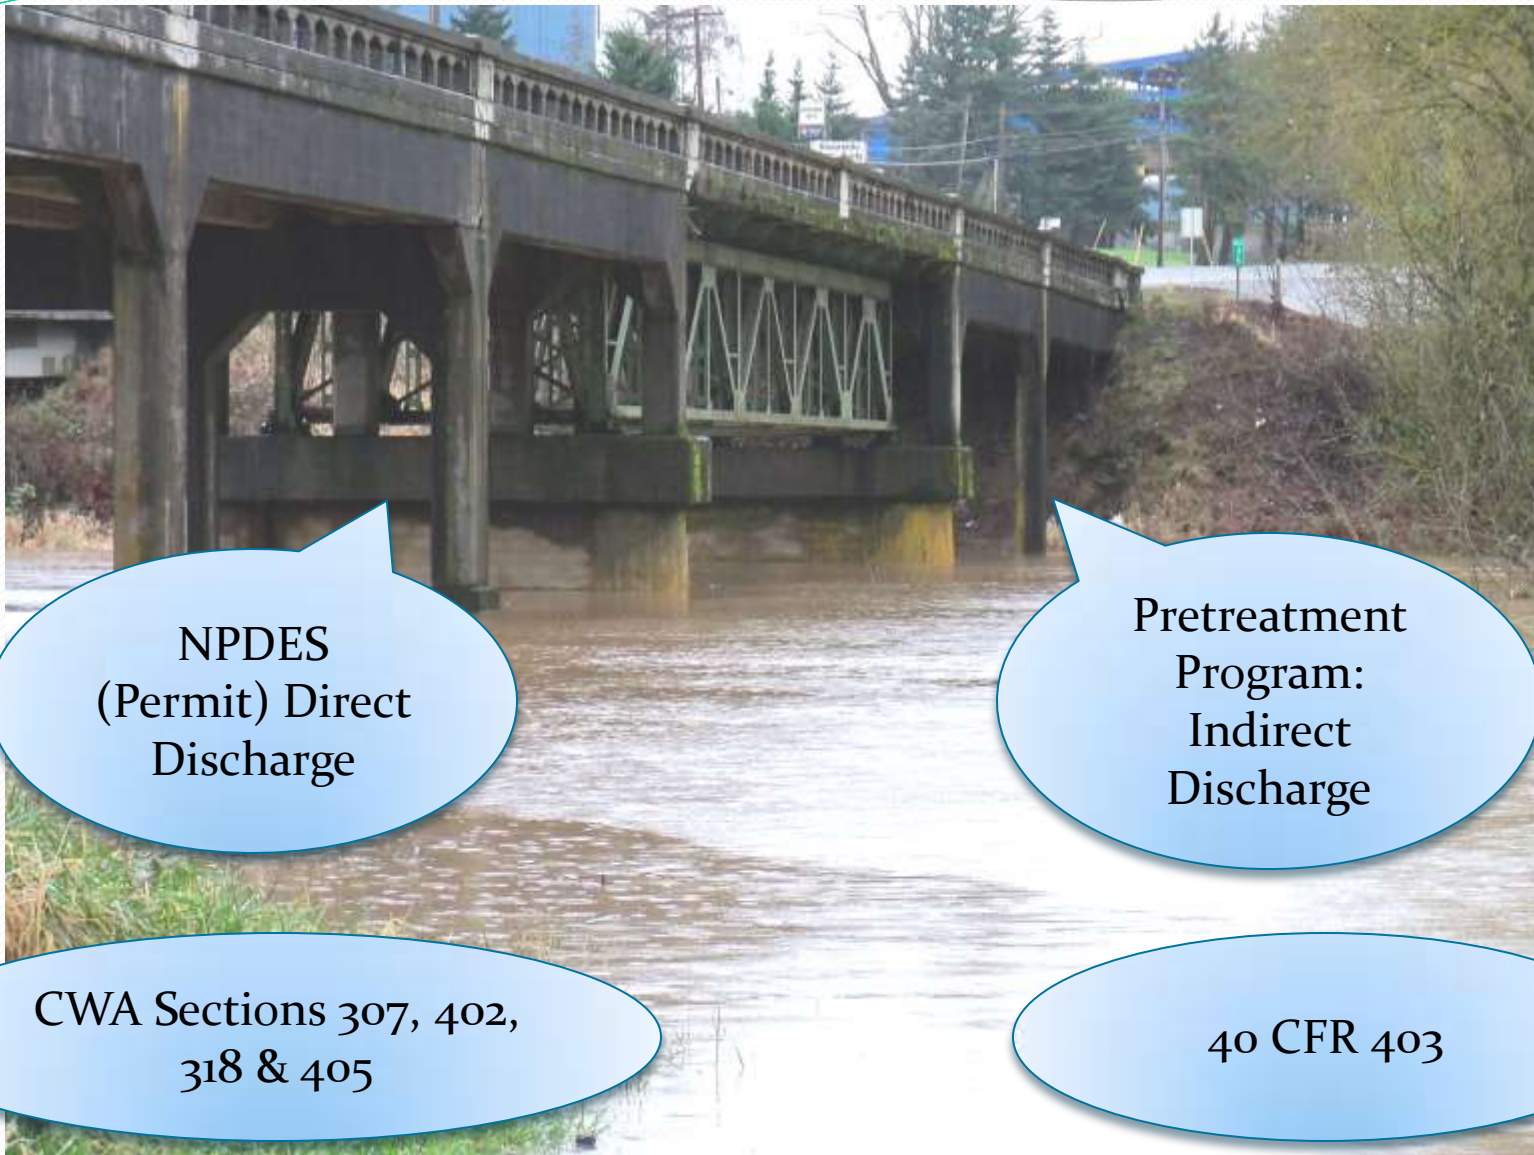 NPDES
(Permit) Direct
Discharge
Pretreatment
Program:
Indirect
Discharge
CWA Sections 307, 402,
318 & 405
40 CFR 403